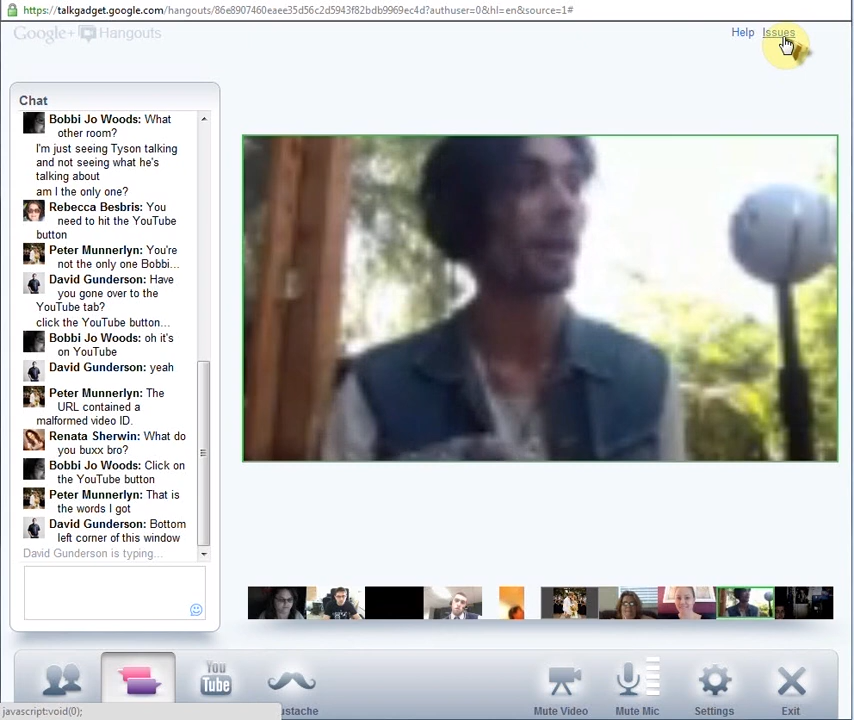 https://talkgadget.google.com/hangouts/86e8907460eaee35d56c2d5943f82bdb9969ec4d?authuser=0&hl=en&source=1#
Google+ Hangouts
Help Issues
Chat
Bobbi Jo Woods: What
other room?
I'm just seeing Tyson talking
and not seeing what he's
talking about
am I the only one?
Rebecca Besbris: You
need to hit the YouTube
button
Peter Munnerlyn: You're
not the only one Bobbi...
David Gunderson: Have
you gone over to the
YouTube tab?
click the YouTube button...
Bobbi Jo Woods: oh it's
on YouTube
David Gunderson: yeah
Peter Munnerlyn: The
URL contained a
malformed video ID.
Renata Sherwin: What do
you buxx bro?
Bobbi Jo Woods: Click on
the YouTube button
Peter Munnerlyn: That is
the words I got
David Gunderson: Bottom
left corner of this window
David Gunderson is typing...
You
Tube
ustache
Mute Video
Mute Mic
Settings
Exit
javascript:void(0);